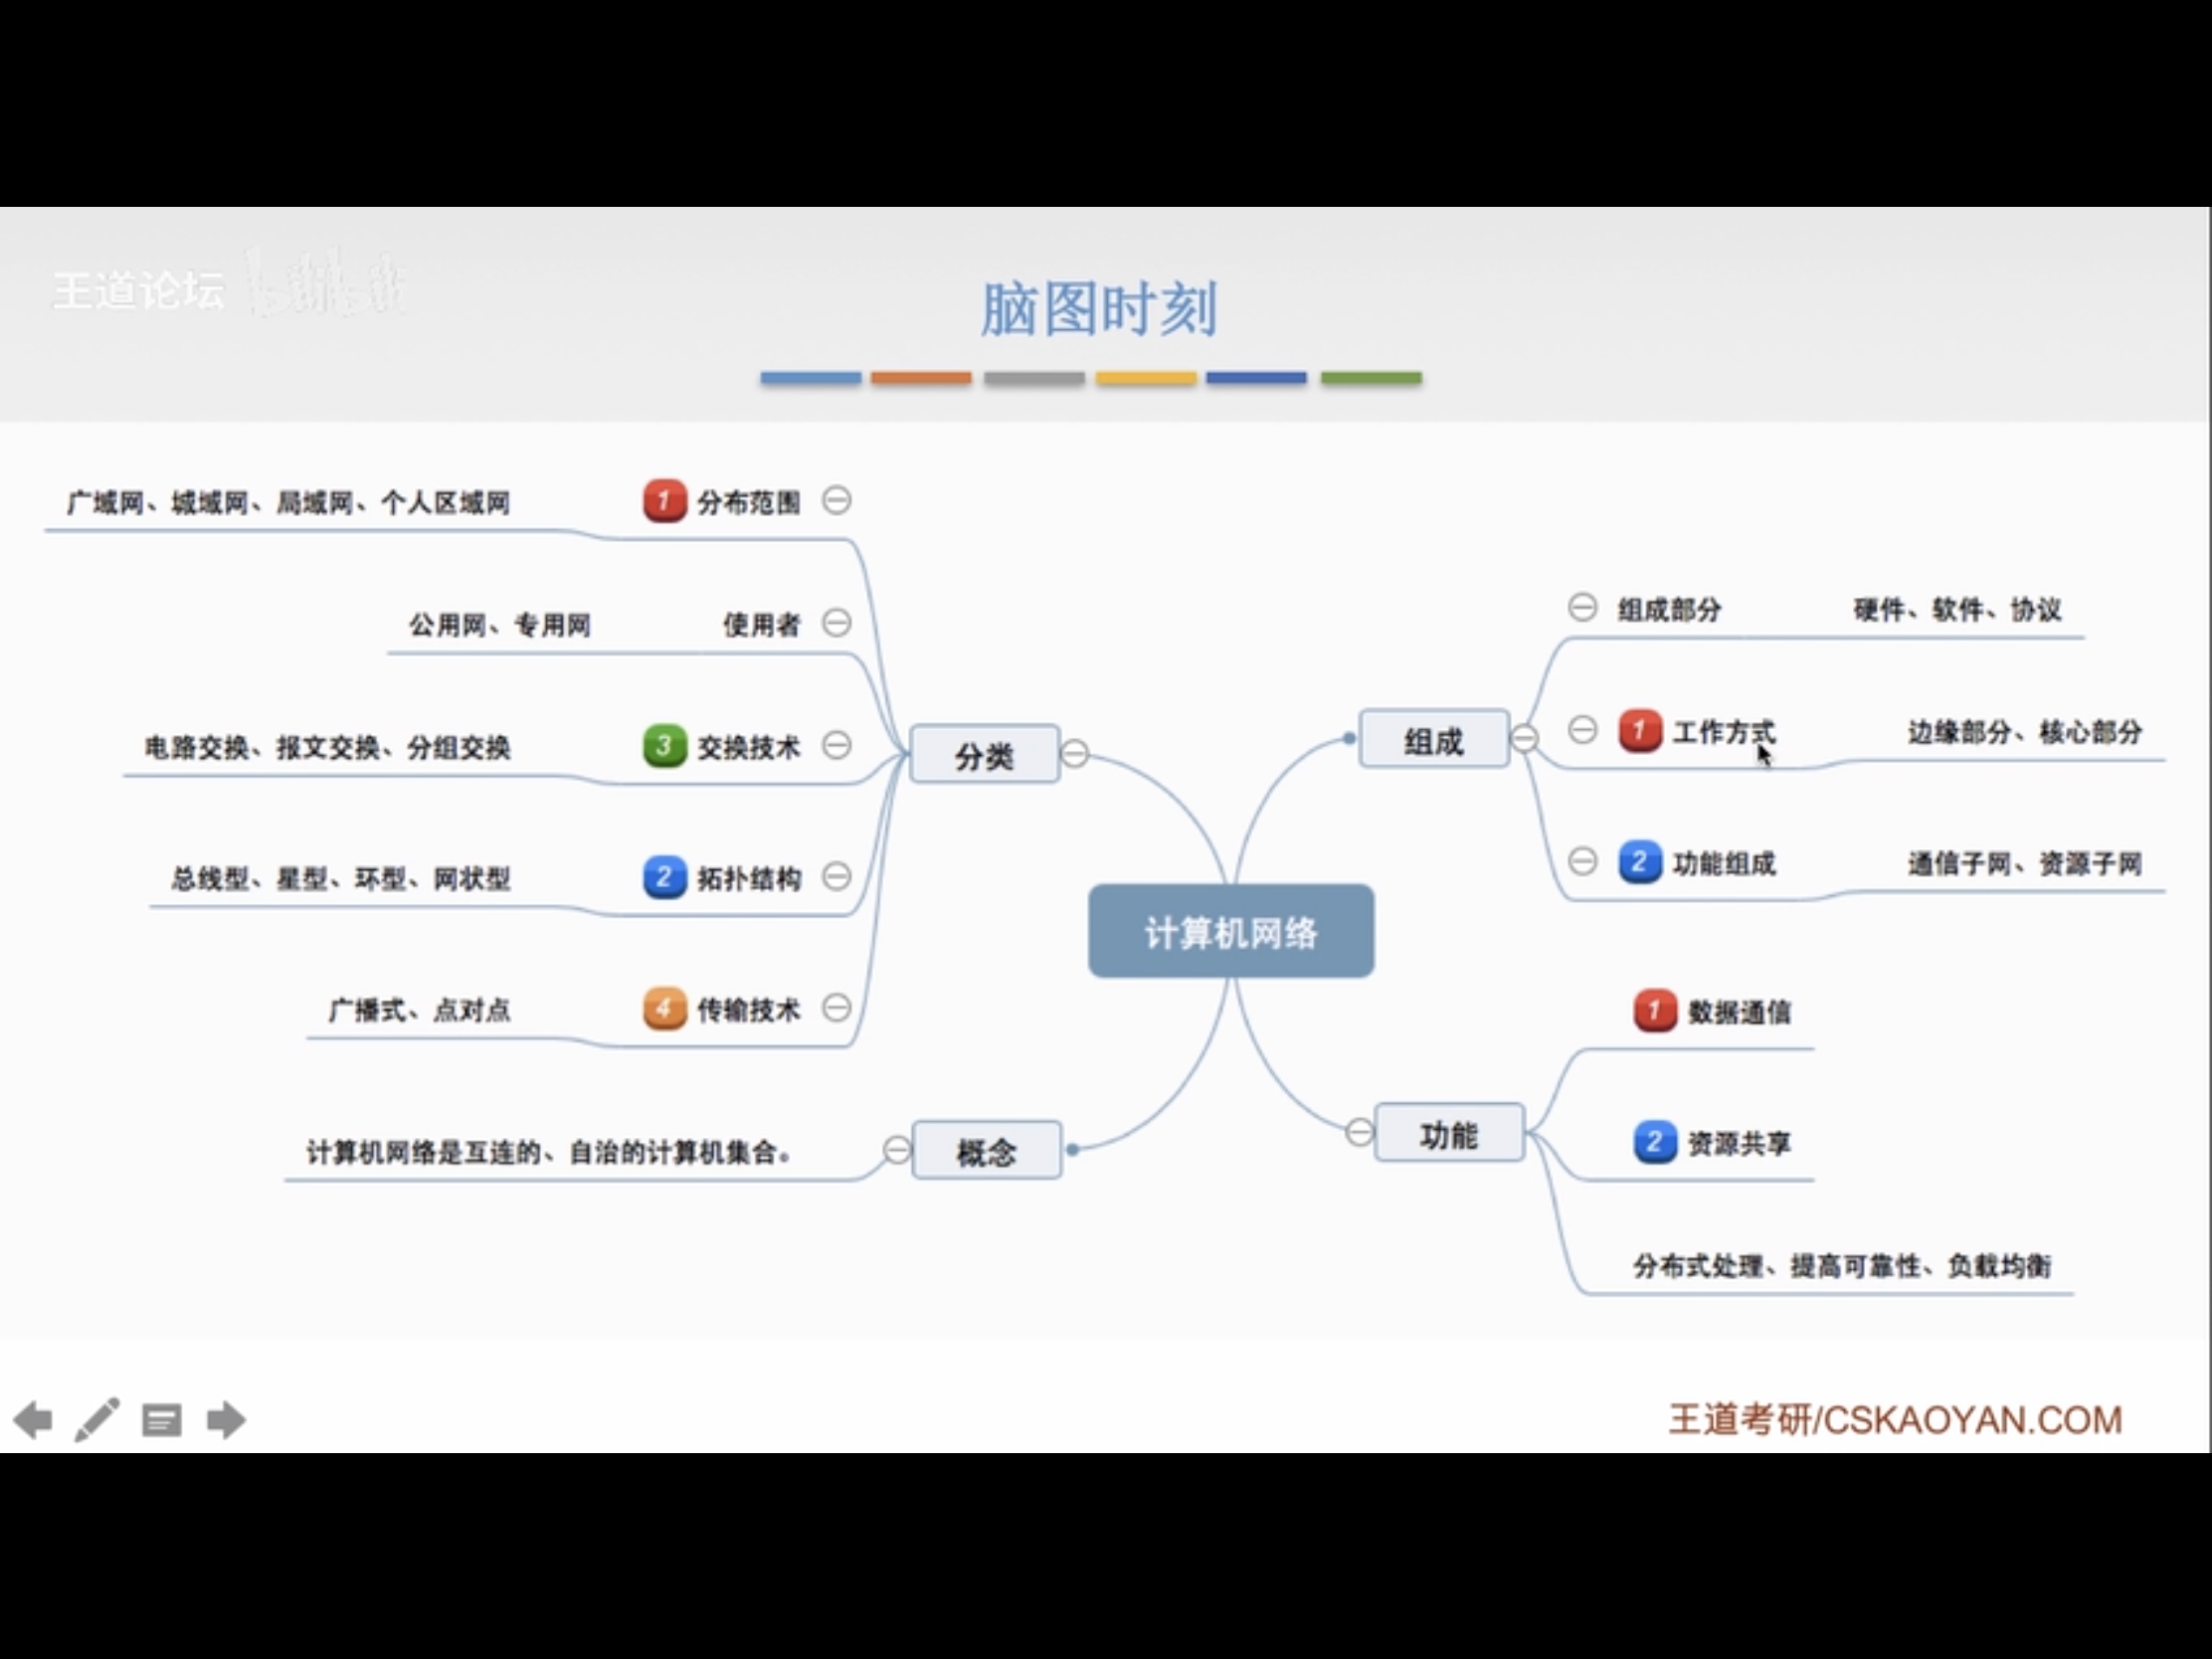 王道论坛 bilibili
脑图时刻
广域网、城域网、局域网、个人区域网 1 分布范围
公用网、专用网 使用者
电路交换、报文交换、分组交换 3 交换技术
总线型、星型、环型、网状型 2 拓扑结构
广播式、点对点 4 传输技术
分类
计算机网络是互连的、自治的计算机集合。 概念
计算机网络
组成
组成部分 硬件、软件、协议
1 工作方式 边缘部分、核心部分
2 功能组成 通信子网、资源子网
功能
1 数据通信
2 资源共享
分布式处理、提高可靠性、负载均衡
王道考研/CSKAOYAN.COM